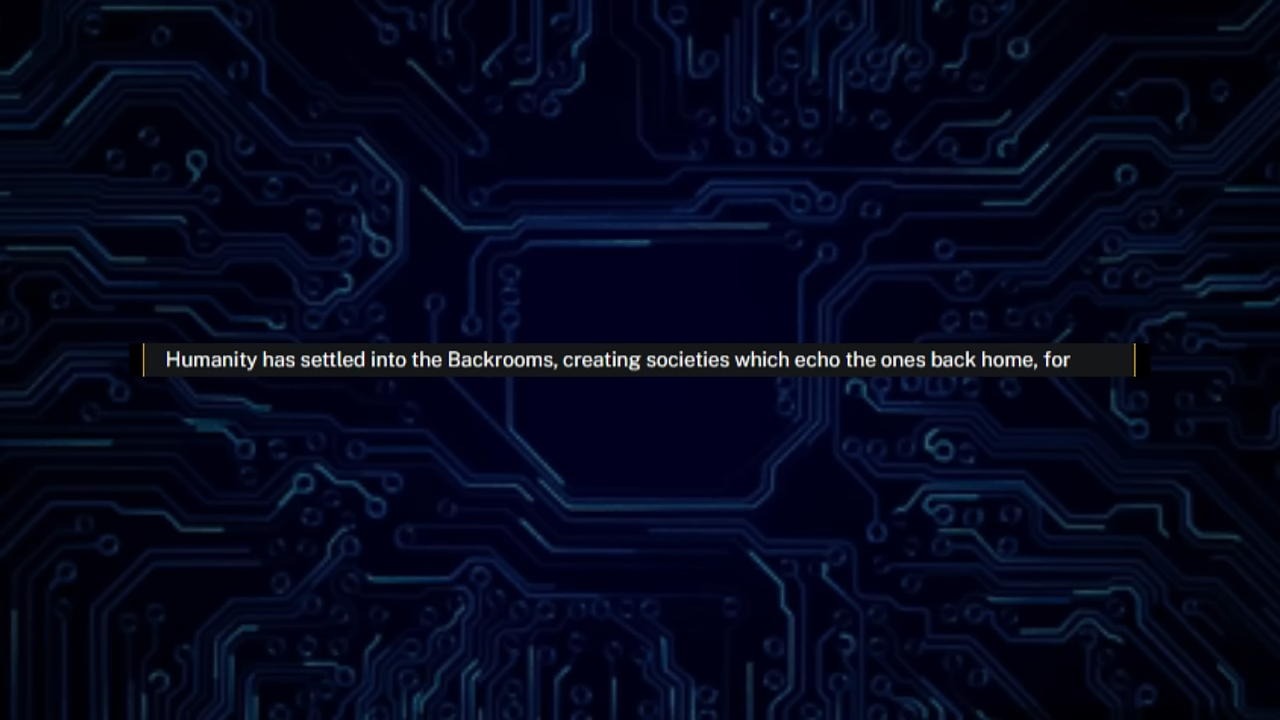 Humanity has settled into the Backrooms, creating societies which echo the ones back home, for